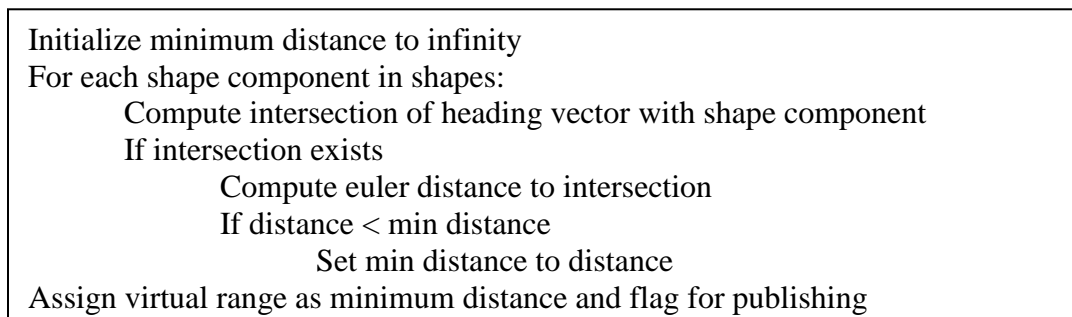 Initialize minimum distance to infinity
For each shape component in shapes:
Compute intersection of heading vector with shape component
If intersection exists
Compute euler distance to intersection
If distance < min distance
Set min distance to distance
Assign virtual range as minimum distance and flag for publishing